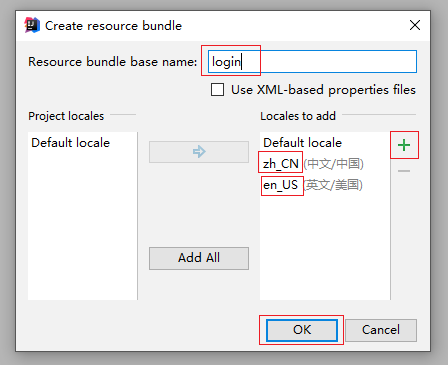 Create resource bundle
Resource bundle base name: login
Use XML-based properties files
Project locales
Locales to add
Default locale
Default locale
zh_CN (中文/中国)
en_US (英文/美国)
Add All
OK
Cancel